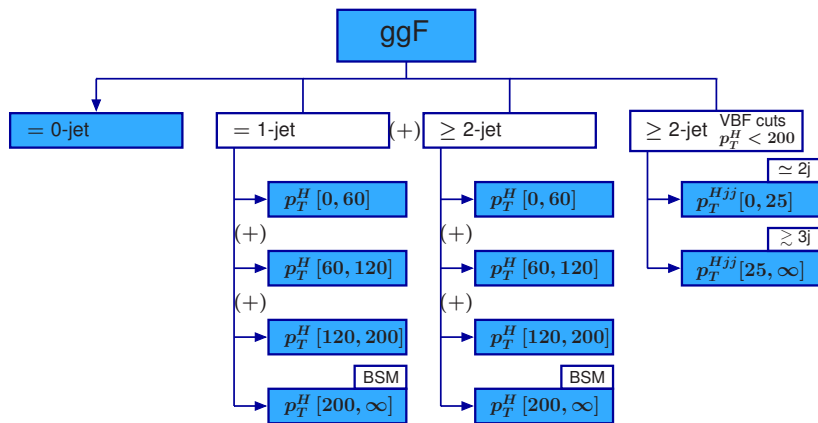 ggF
= 0-jet
= 1-jet
(+)
≥ 2-jet
≥ 2-jet
VBF cuts
p_T^H < 200
≃ 2j
p_T^H [0, 60]
p_T^H [0, 60]
p_T^{Hjj} [0, 25]
(+)
(+)
≳ 3j
p_T^H [60, 120]
p_T^H [60, 120]
p_T^{Hjj} [25, ∞]
(+)
(+)
p_T^H [120, 200]
p_T^H [120, 200]
BSM
BSM
p_T^H [200, ∞]
p_T^H [200, ∞]